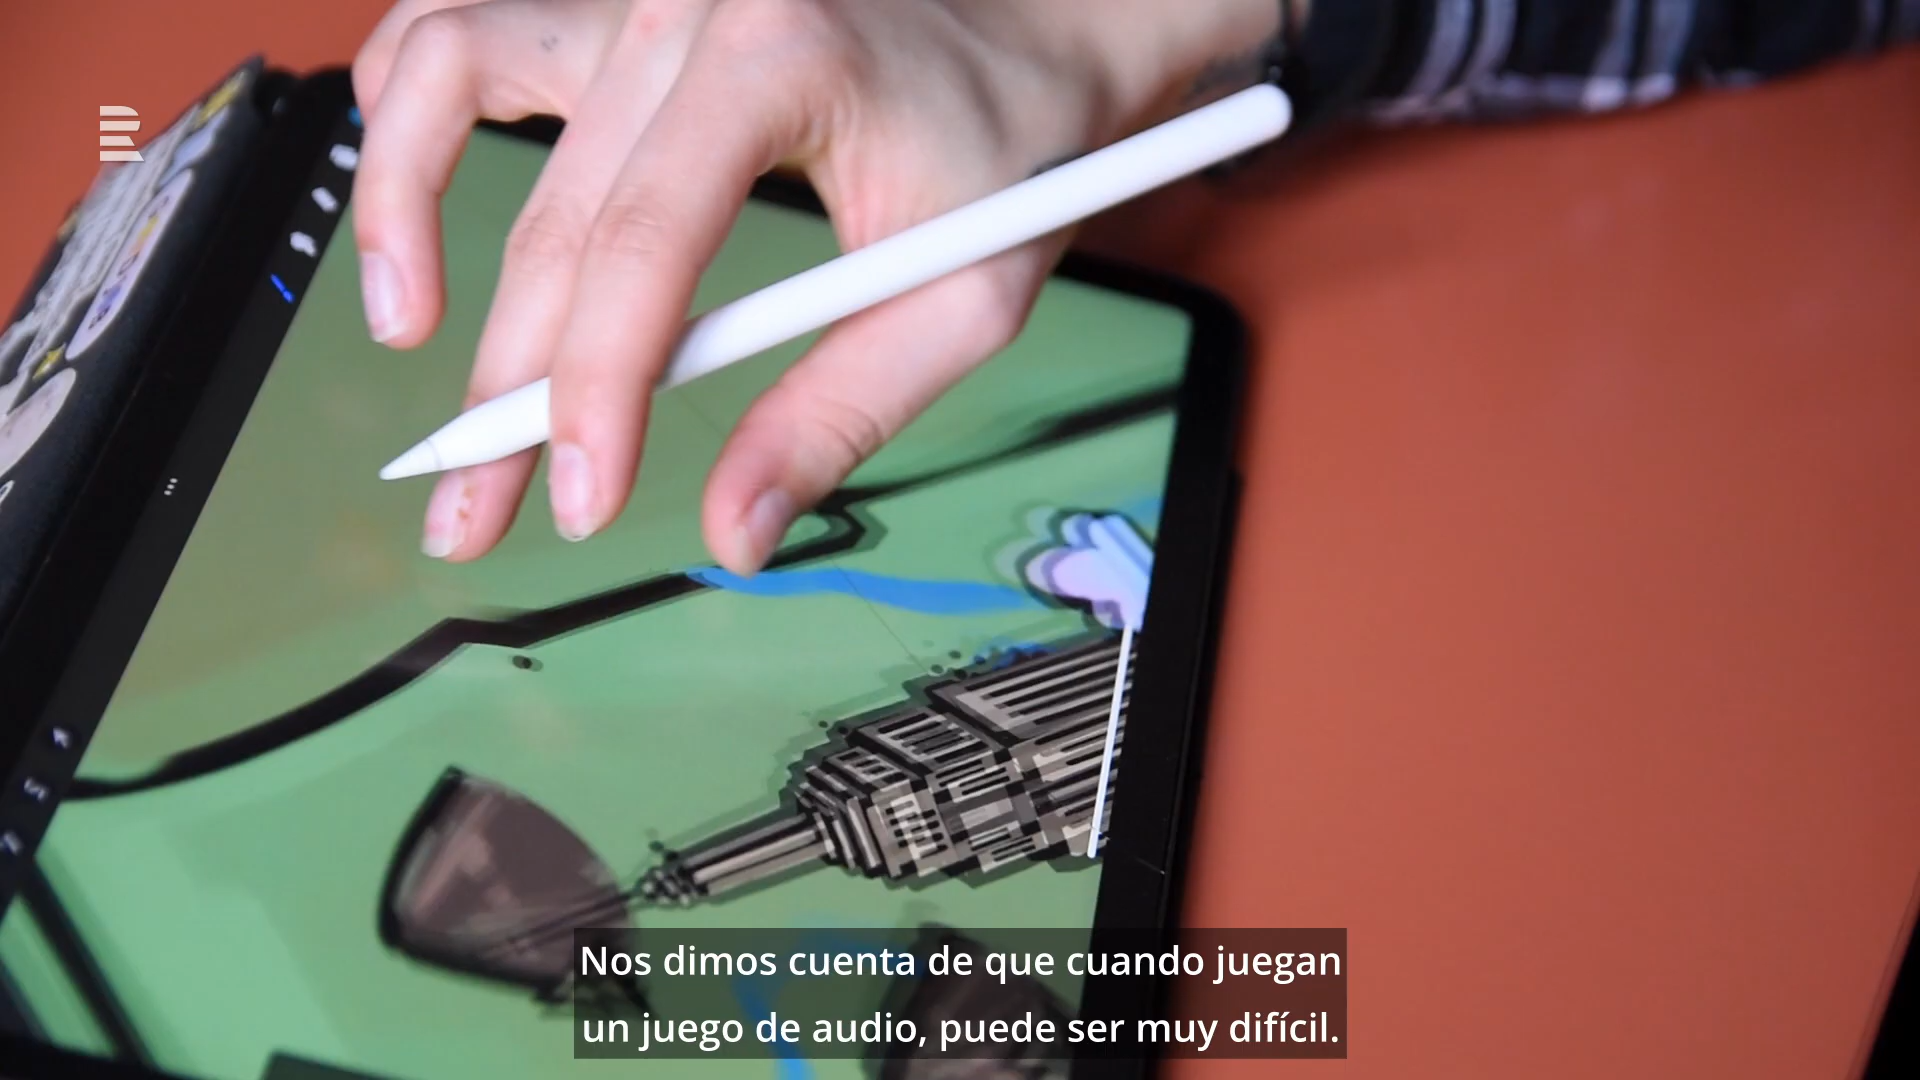 Nos dimos cuenta de que cuando juegan
un juego de audio, puede ser muy difícil.